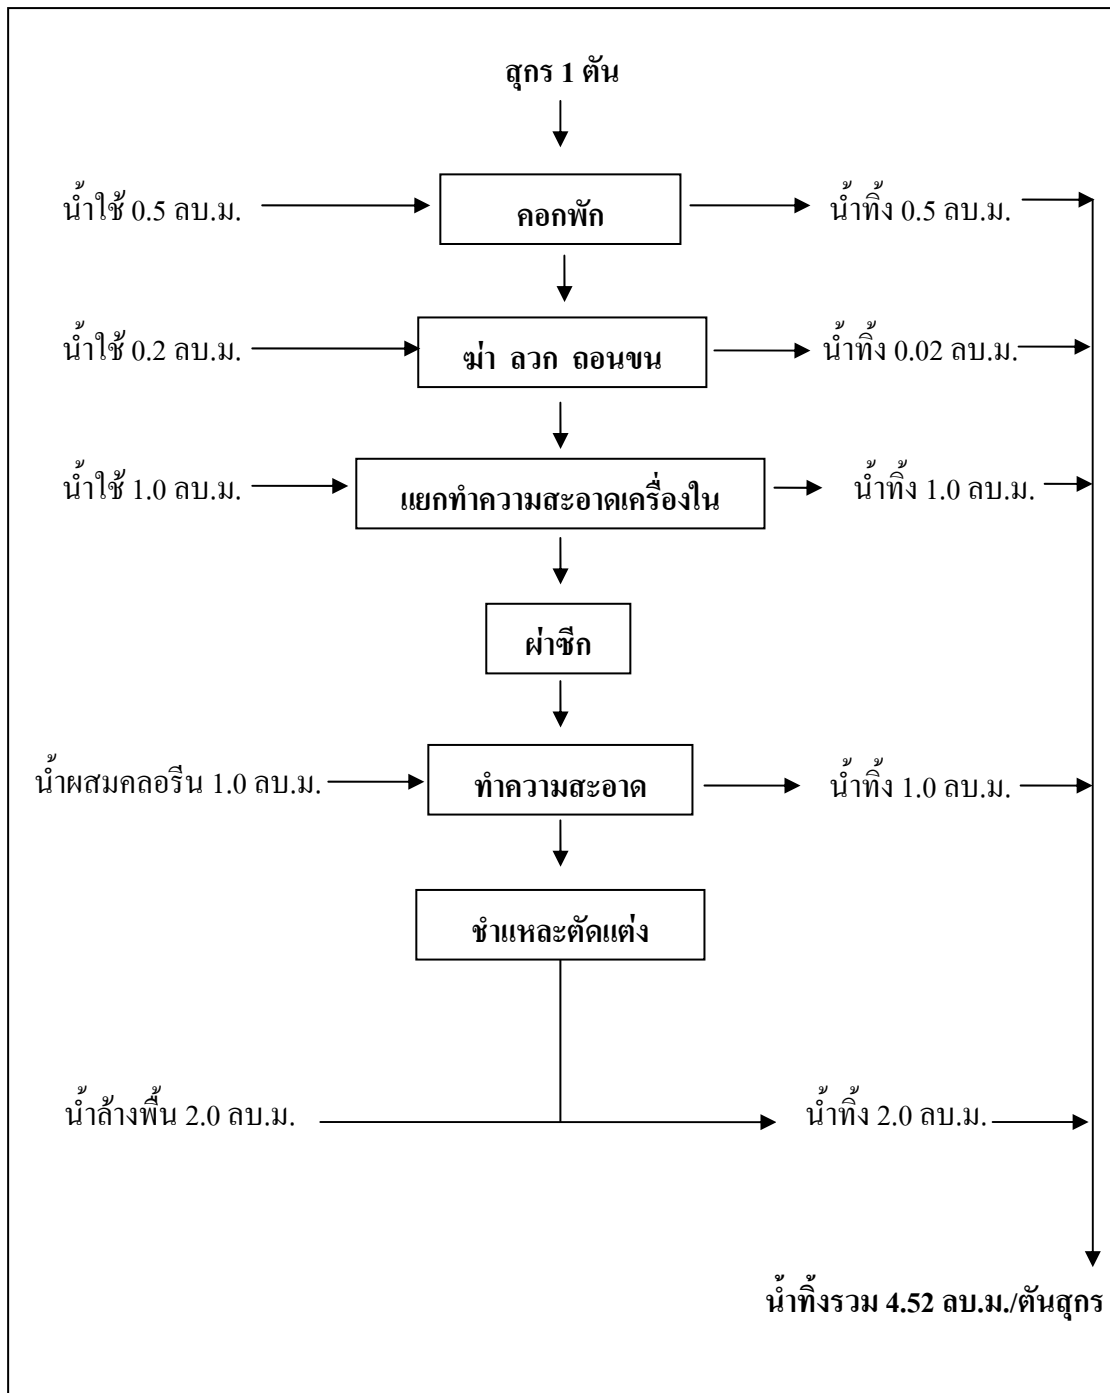 สุกร 1 ตัน
น้ำใช้ 0.5 ลบ.ม.
คอกพัก
น้ำทิ้ง 0.5 ลบ.ม.
น้ำใช้ 0.2 ลบ.ม.
ฆ่า ลวก ถอนขน
น้ำทิ้ง 0.02 ลบ.ม.
น้ำใช้ 1.0 ลบ.ม.
แยกทำความสะอาดเครื่องใน
น้ำทิ้ง 1.0 ลบ.ม.
ผ่าซีก
น้ำผสมคลอรีน 1.0 ลบ.ม.
ทำความสะอาด
น้ำทิ้ง 1.0 ลบ.ม.
ชำแหละตัดแต่ง
น้ำล้างพื้น 2.0 ลบ.ม.
น้ำทิ้ง 2.0 ลบ.ม.
น้ำทิ้งรวม 4.52 ลบ.ม./ตันสุกร